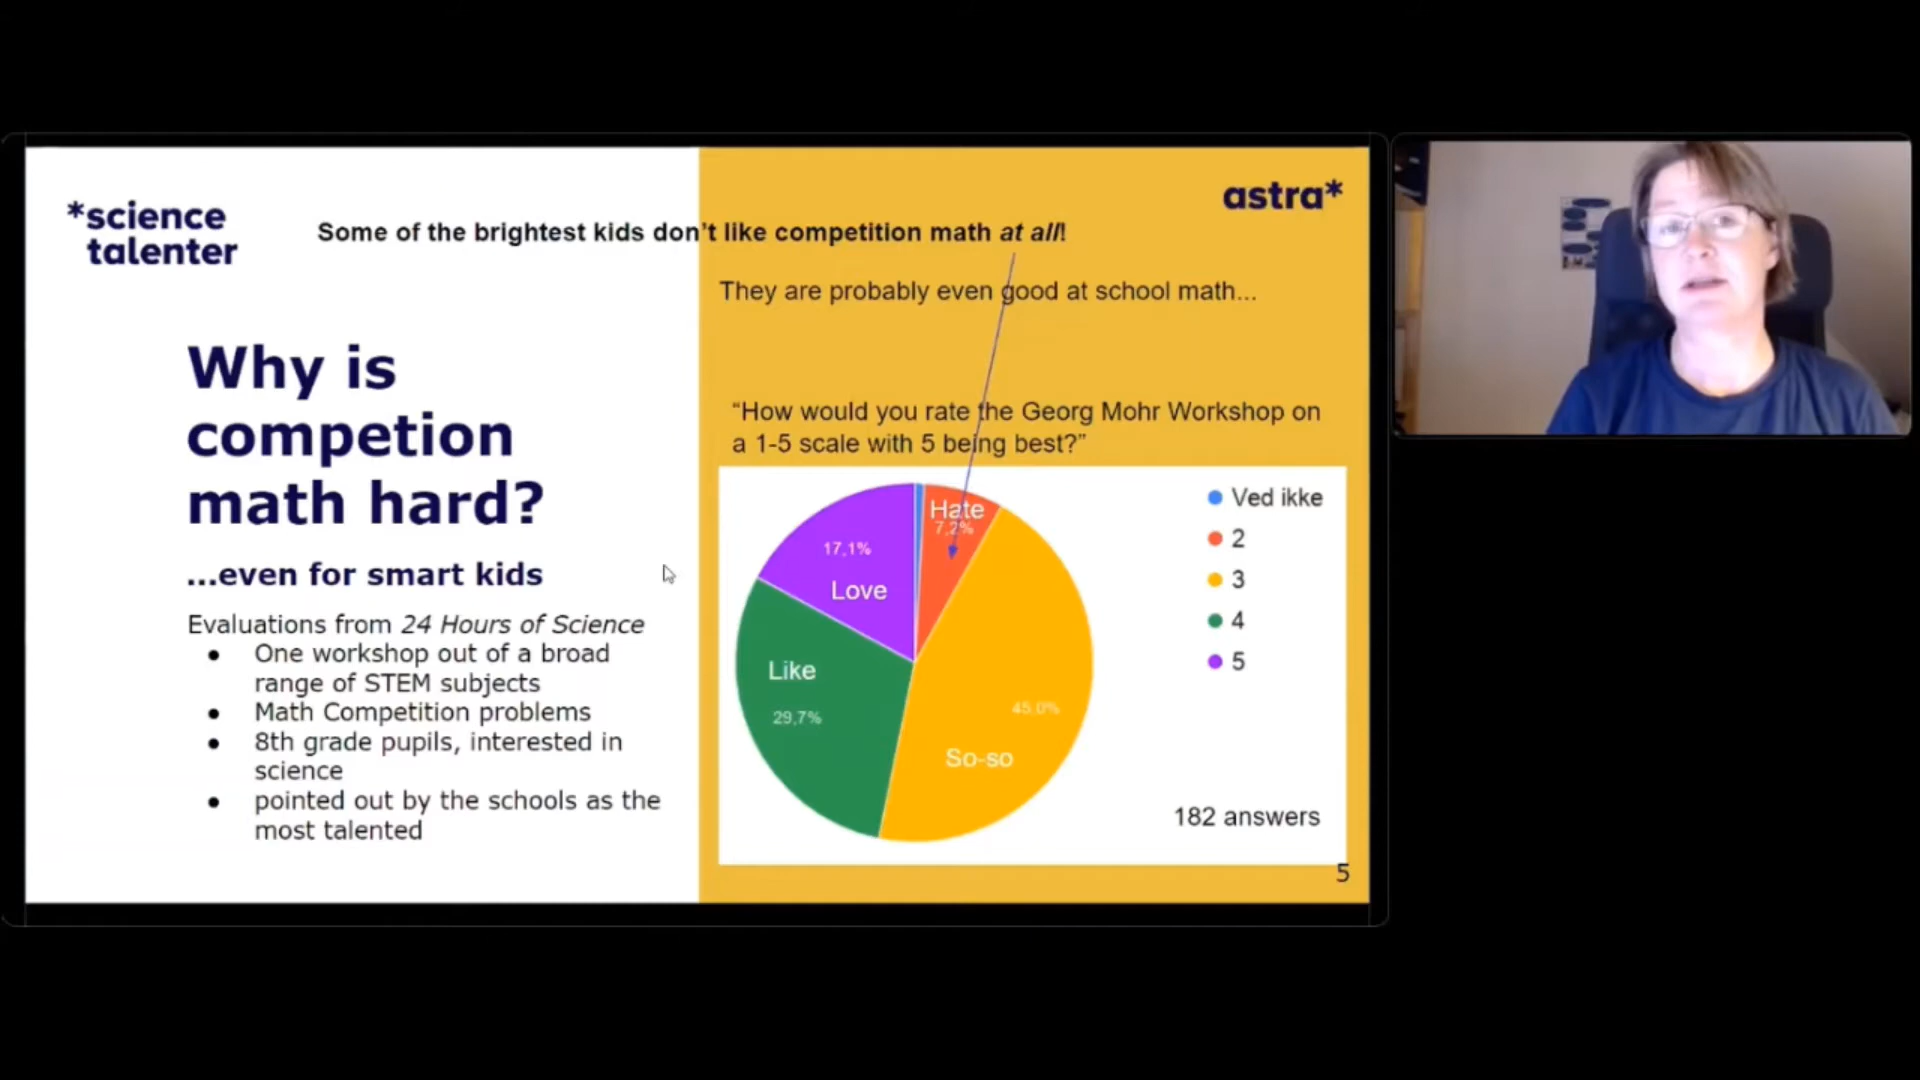 *science
talenter
astra*
Some of the brightest kids don't like competition math at all!
They are probably even good at school math...
Why is
competion
math hard?
...even for smart kids
Evaluations from 24 Hours of Science
● One workshop out of a broad
range of STEM subjects
● Math Competition problems
● 8th grade pupils, interested in
science
● pointed out by the schools as the
most talented
“How would you rate the Georg Mohr Workshop on
a 1-5 scale with 5 being best?”
Hate
7,2%
17,1%
Love
Like
29,7%
45,0%
So-so
Ved ikke
2
3
4
5
182 answers
5